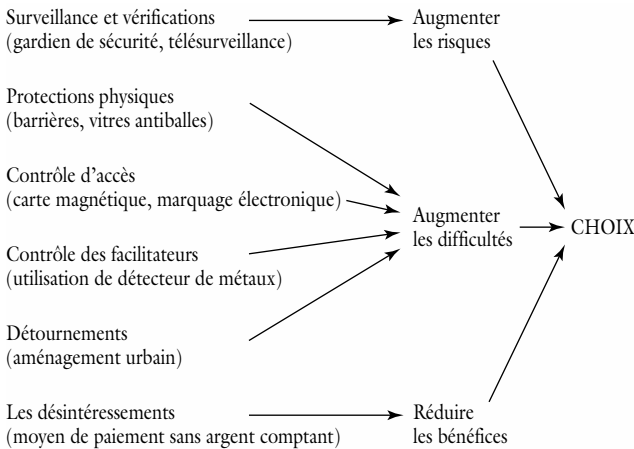 Surveillance et vérifications
(gardien de sécurité, télésurveillance)
Augmenter
les risques
Protections physiques
(barrières, vitres antiballes)
Contrôle d'accès
(carte magnétique, marquage électronique)
Augmenter
les difficultés
CHOIX
Contrôle des facilitateurs
(utilisation de détecteur de métaux)
Détournements
(aménagement urbain)
Les désintéressements
(moyen de paiement sans argent comptant)
Réduire
les bénéfices